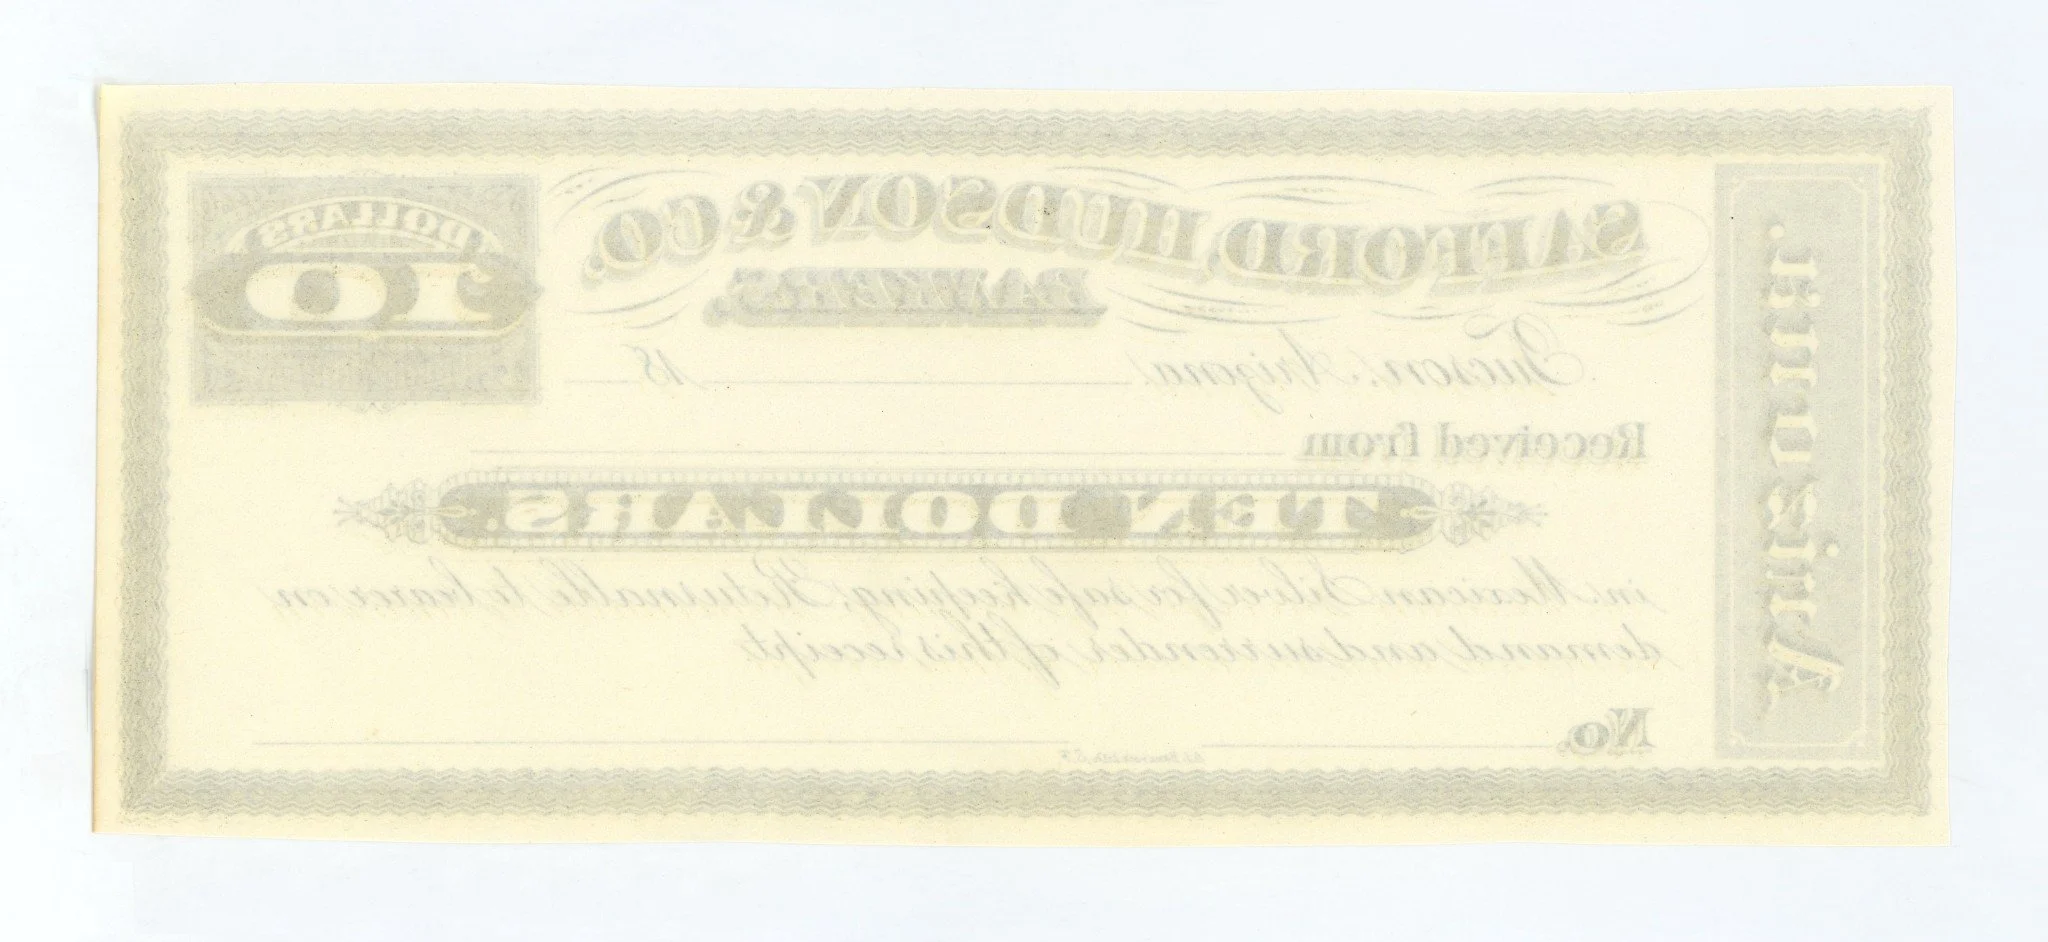 Arizona.
SAFFORD, HUDSON & CO.
BANKERS,
DOLLARS
10
Tucson, Arizona, 18
Received from
TEN DOLLARS.
in Mexican Silver for safe keeping, Returnable to bearer on
demand and surrender of this receipt.
No.